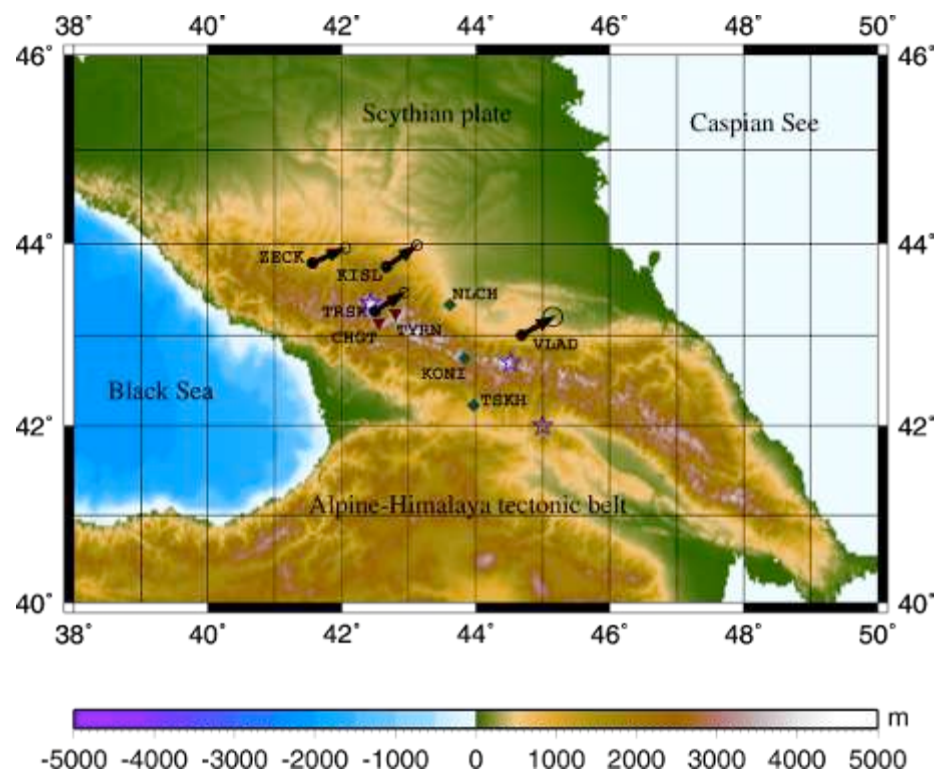 38° 40° 42° 44° 46° 48° 50°
46° 46°
Scythian plate
Caspian See
44° 44°
ZECK
KISL
NLCH
TRSK
CHGT TYRN
VLAD
KONI
Black Sea
TSKH
42° 42°
Alpine-Himalaya tectonic belt
40° 40°
38° 40° 42° 44° 46° 48° 50°
m
-5000 -4000 -3000 -2000 -1000 0 1000 2000 3000 4000 5000